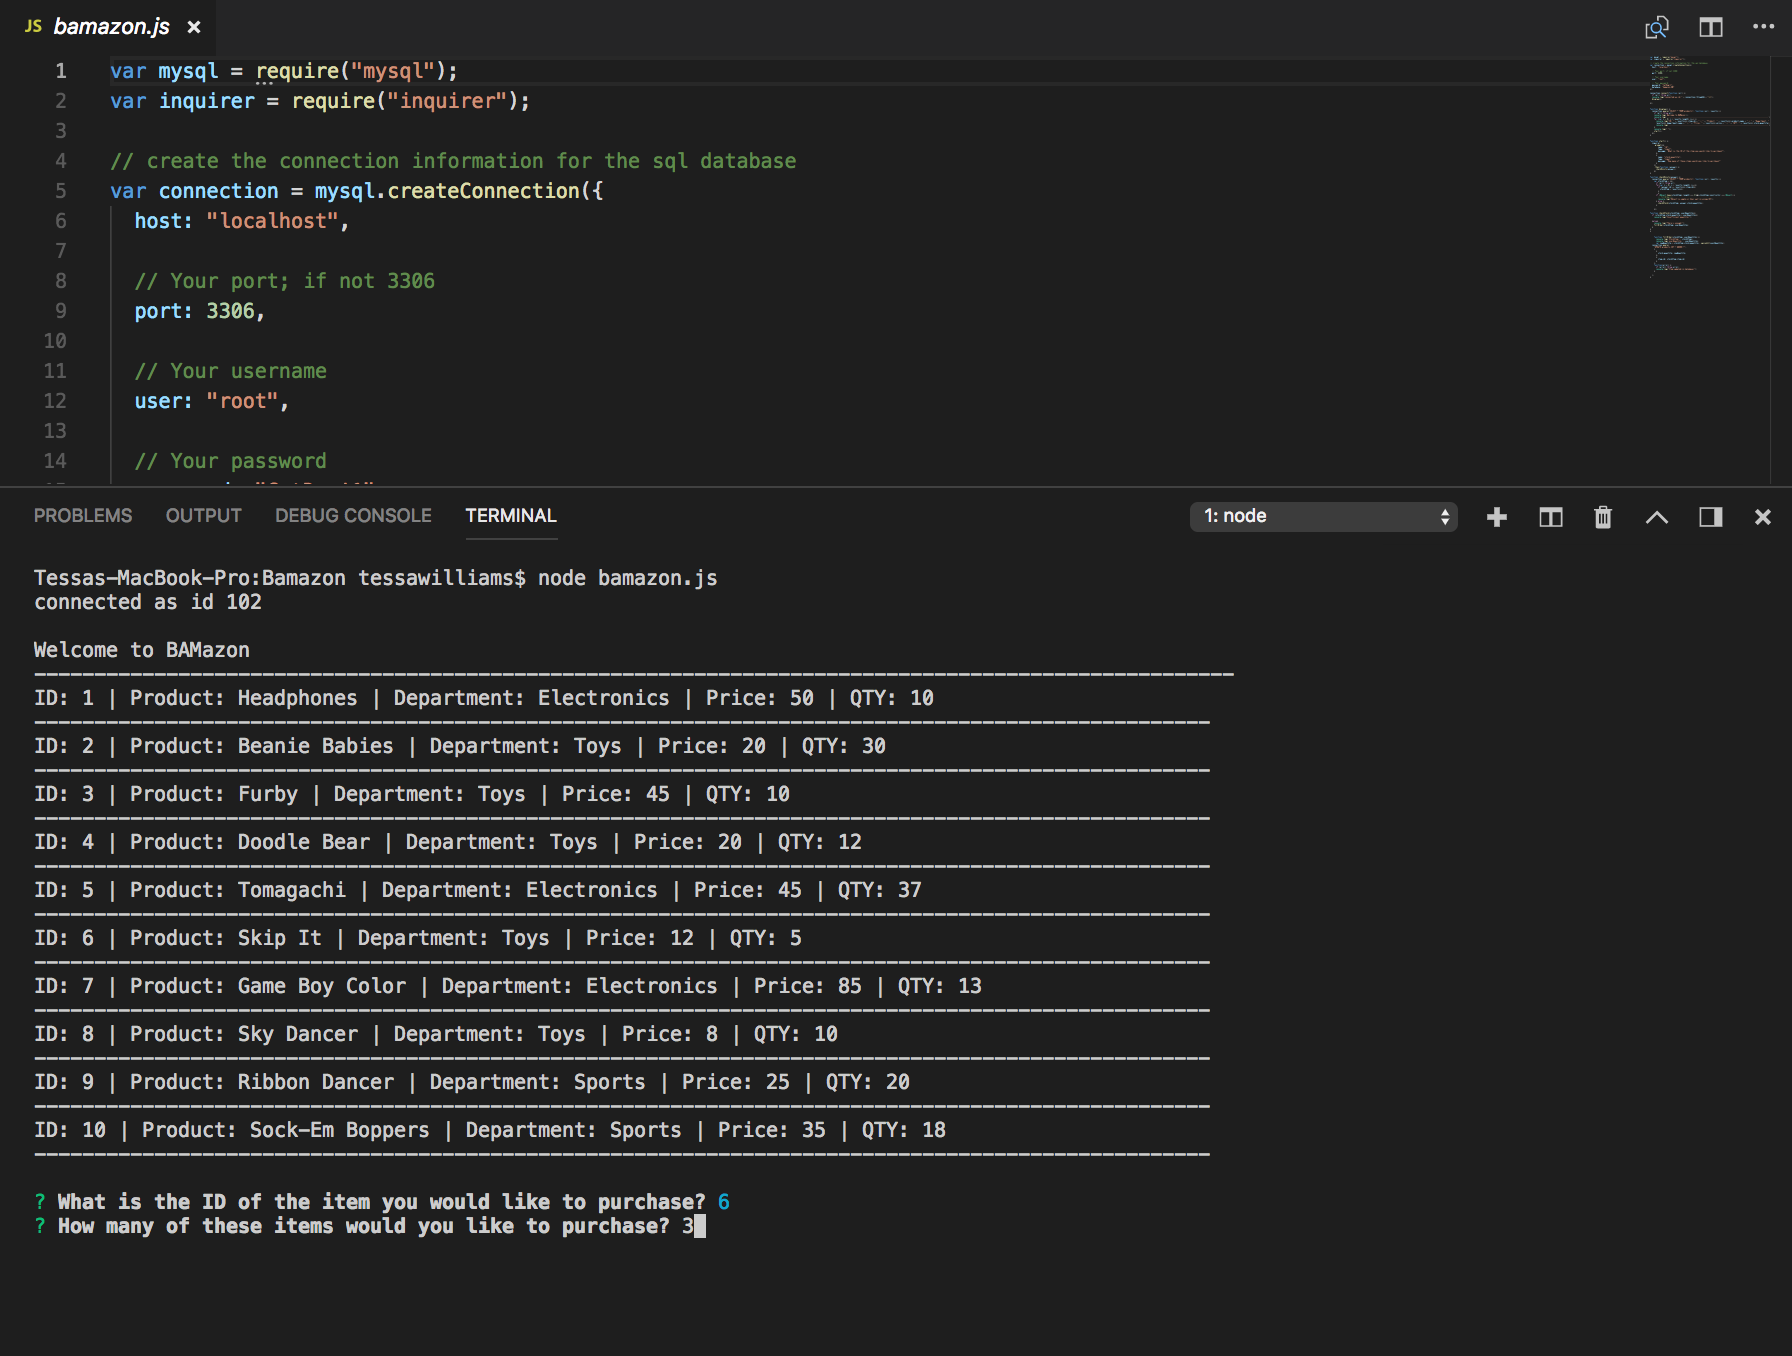 JS bamazon.js
1 var mysql = require("mysql");
2 var inquirer = require("inquirer");
3
4 // create the connection information for the sql database
5 var connection = mysql.createConnection({
6 host: "localhost",
7
8 // Your port; if not 3306
9 port: 3306,
10
11 // Your username
12 user: "root",
13
14 // Your password
PROBLEMS OUTPUT DEBUG CONSOLE TERMINAL 1: node
Tessas-MacBook-Pro:Bamazon tessawilliams$ node bamazon.js
connected as id 102
Welcome to BAMazon
----------------------------------------------------------------------------------------------------
ID: 1 | Product: Headphones | Department: Electronics | Price: 50 | QTY: 10
--------------------------------------------------------------------------------------------------
ID: 2 | Product: Beanie Babies | Department: Toys | Price: 20 | QTY: 30
--------------------------------------------------------------------------------------------------
ID: 3 | Product: Furby | Department: Toys | Price: 45 | QTY: 10
--------------------------------------------------------------------------------------------------
ID: 4 | Product: Doodle Bear | Department: Toys | Price: 20 | QTY: 12
--------------------------------------------------------------------------------------------------
ID: 5 | Product: Tomagachi | Department: Electronics | Price: 45 | QTY: 37
--------------------------------------------------------------------------------------------------
ID: 6 | Product: Skip It | Department: Toys | Price: 12 | QTY: 5
--------------------------------------------------------------------------------------------------
ID: 7 | Product: Game Boy Color | Department: Electronics | Price: 85 | QTY: 13
--------------------------------------------------------------------------------------------------
ID: 8 | Product: Sky Dancer | Department: Toys | Price: 8 | QTY: 10
--------------------------------------------------------------------------------------------------
ID: 9 | Product: Ribbon Dancer | Department: Sports | Price: 25 | QTY: 20
--------------------------------------------------------------------------------------------------
ID: 10 | Product: Sock-Em Boppers | Department: Sports | Price: 35 | QTY: 18
--------------------------------------------------------------------------------------------------
? What is the ID of the item you would like to purchase? 6
? How many of these items would you like to purchase? 3